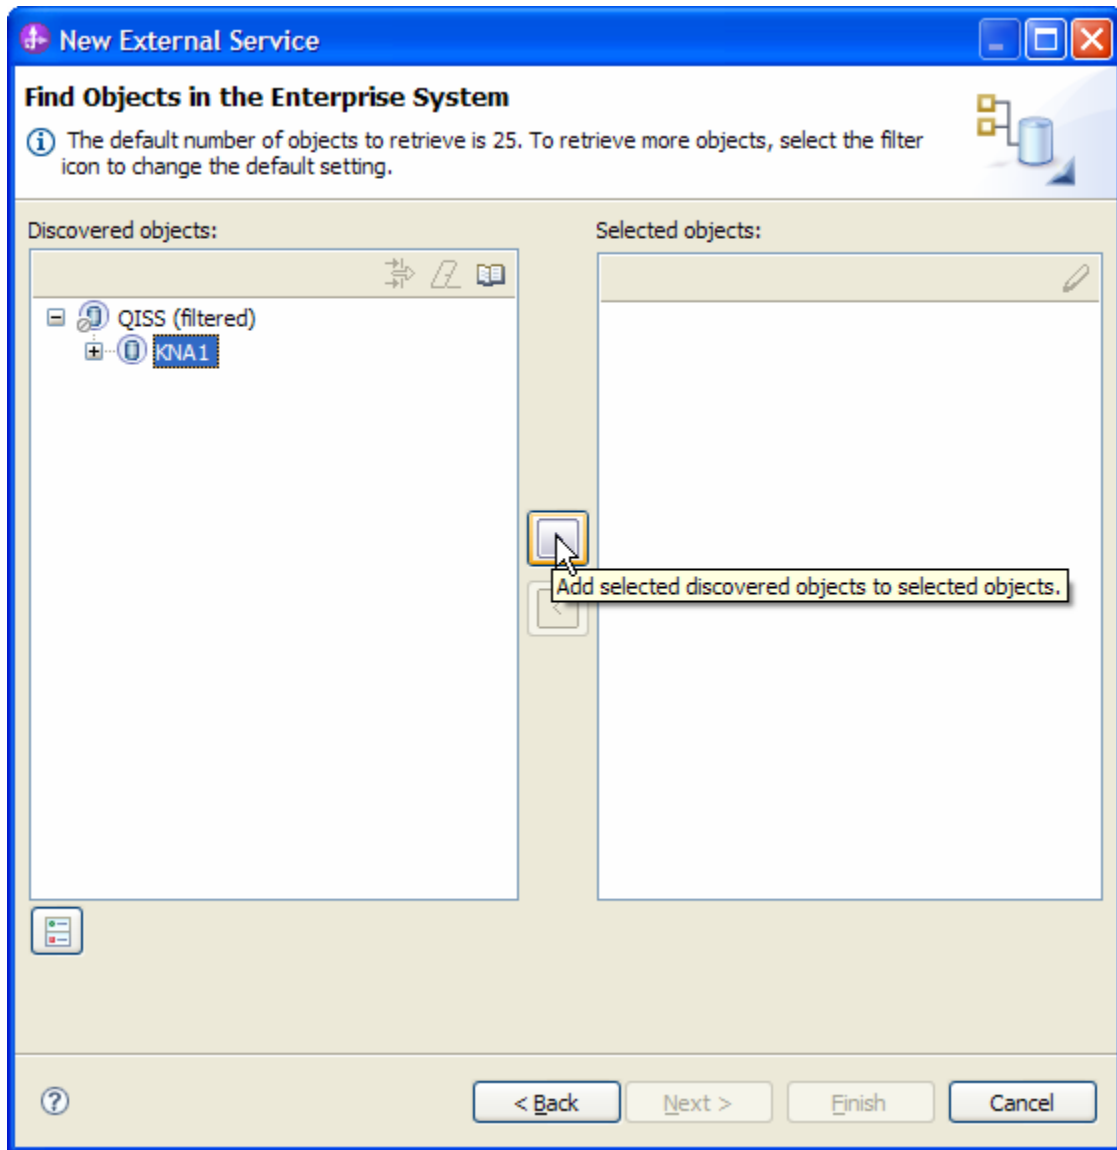 New External Service
Find Objects in the Enterprise System
The default number of objects to retrieve is 25. To retrieve more objects, select the filter
icon to change the default setting.
Discovered objects:
Selected objects:
QISS (filtered)
KNA1
Add selected discovered objects to selected objects.
<
< Back
Next >
Finish
Cancel